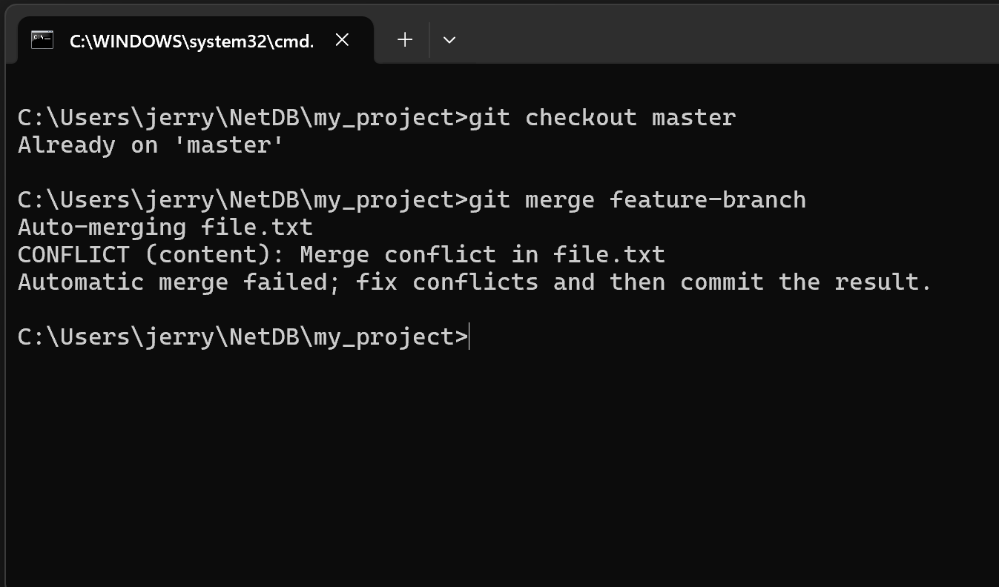 C:\WINDOWS\system32\cmd.
C:\Users\jerry\NetDB\my_project>git checkout master
Already on 'master'
C:\Users\jerry\NetDB\my_project>git merge feature-branch
Auto-merging file.txt
CONFLICT (content): Merge conflict in file.txt
Automatic merge failed; fix conflicts and then commit the result.
C:\Users\jerry\NetDB\my_project>